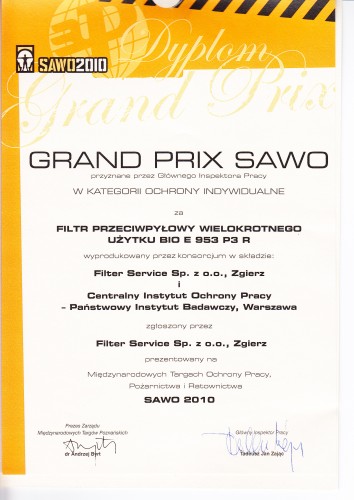 SAWO2010
Dyplom
Grand Prix
GRAND PRIX SAWO
przyznane przez Głównego Inspektora Pracy
W KATEGORII OCHRONY INDYWIDUALNE
za
FILTR PRZECIWPYŁOWY WIELOKROTNEGO
UŻYTKU BIO E 953 P3 R
wyprodukowany przez konsorcjum w składzie:
Filter Service Sp. z o.o., Zgierz
i
Centralny Instytut Ochrony Pracy
– Państwowy Instytut Badawczy, Warszawa
zgłoszony przez
Filter Service Sp. z o.o., Zgierz
prezentowany na
Międzynarodowych Targach Ochrony Pracy,
Pożarnictwa i Ratownictwa
SAWO 2010
Prezes Zarządu
Międzynarodowych Targów Poznańskich
dr Andrzej Byrt
Główny Inspektor Pracy
Tadeusz Jan Zając